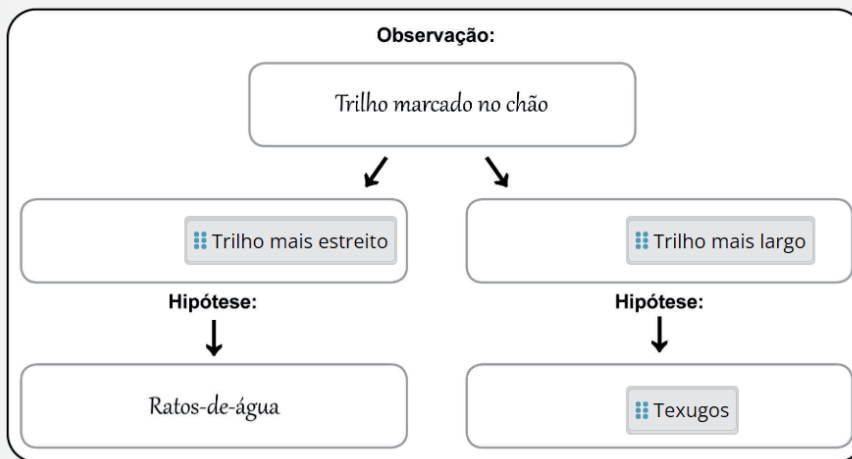 Observação:
Trilho marcado no chão
Trilho mais estreito
Trilho mais largo
Hipótese:
Hipótese:
Ratos-de-água
Texugos